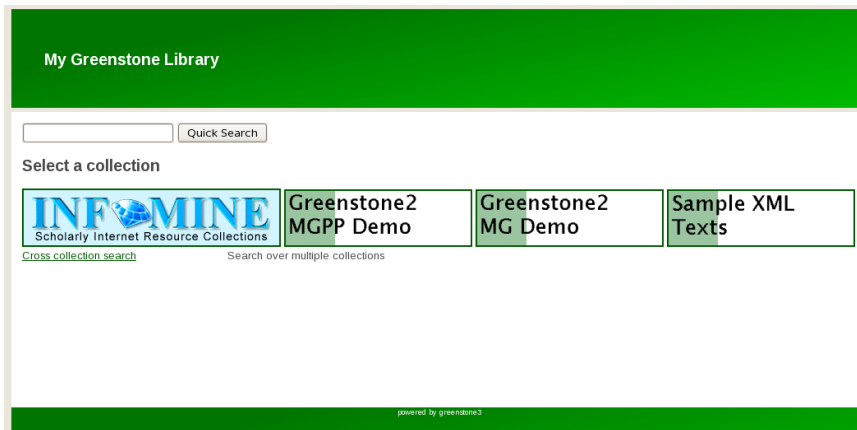 My Greenstone Library
Quick Search
Select a collection
INFOMINE
Scholarly Internet Resource Collections
Greenstone2
MGPP Demo
Greenstone2
MG Demo
Sample XML
Texts
Cross collection search Search over multiple collections
powered by greenstone3